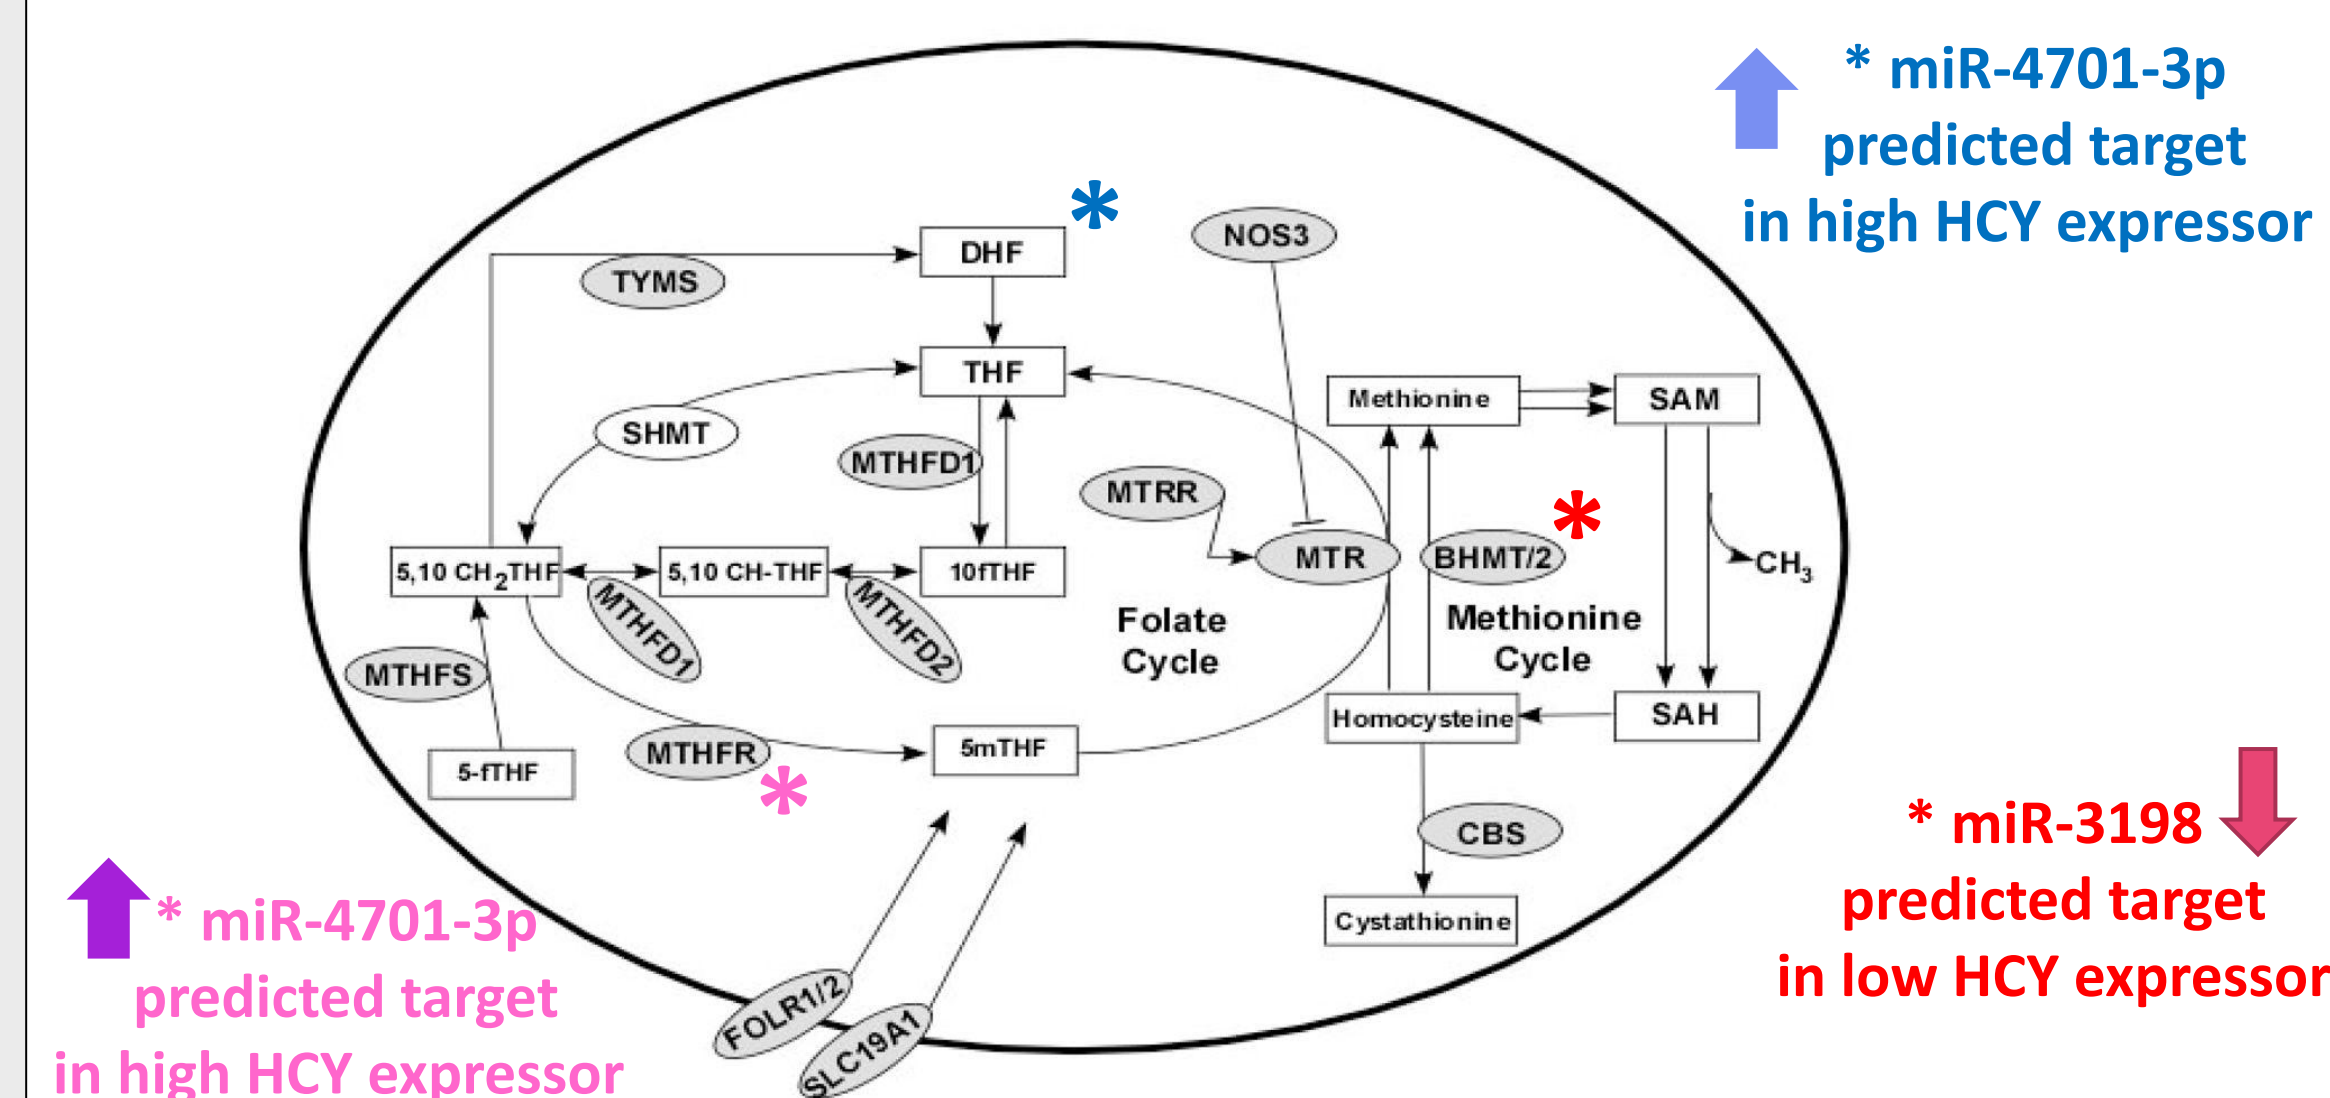 * miR-4701-3p
predicted target
in high HCY expressor
*
NOS3
DHF
TYMS
THF
Methionine
SAM
SHMT
MTHFD1
MTRR
*
MTR
BHMT/2
CH3
5,10 CH2THF
5,10 CH-THF
10fTHF
MTHFD1
MTHFD2
Folate
Cycle
Methionine
Cycle
MTHFS
Homocysteine
SAH
MTHFR
5mTHF
5-fTHF
*
CBS
* miR-3198
predicted target
in low HCY expressor
Cystathionine
* miR-4701-3p
predicted target
in high HCY expressor
FOLR1/2
SLC19A1